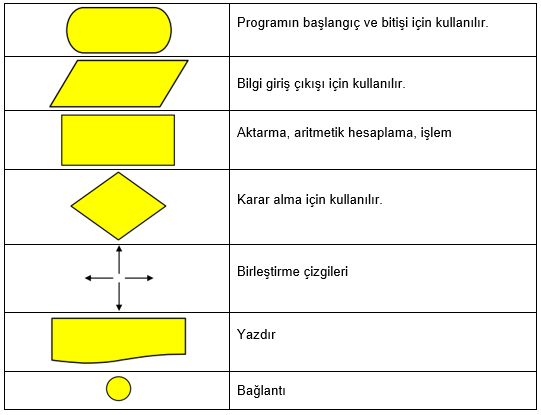 Programın başlangıç ve bitişi için kullanılır.
Bilgi giriş çıkışı için kullanılır.
Aktarma, aritmetik hesaplama, işlem
Karar alma için kullanılır.
Birleştirme çizgileri
Yazdır
Bağlantı